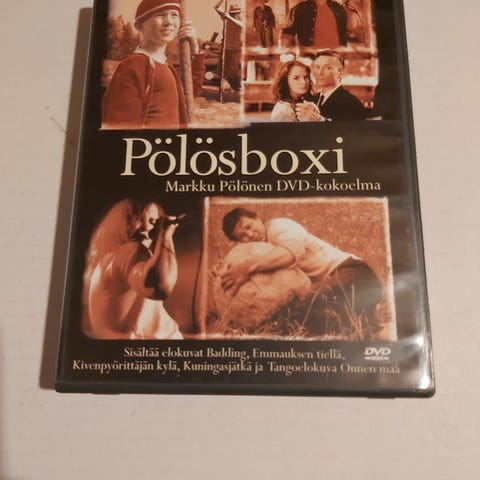 Pölösboxi
Markku Pölönen DVD-kokoelma
Sisältää elokuvat Badding, Emmauksen tiellä,
Kivenpyörittäjän kylä, Kuningasjätkä ja Tangoelokuva Onnen maa
DVD